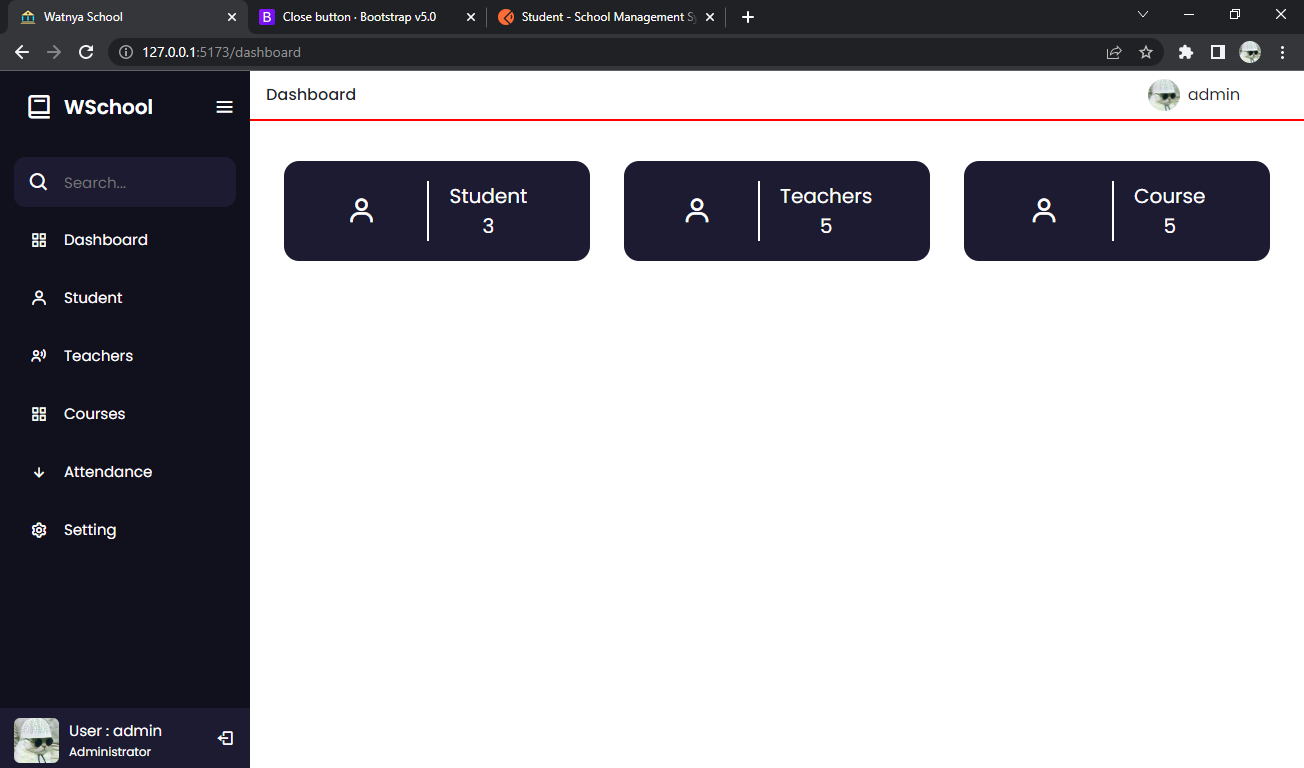 Watnya School
Close button · Bootstrap v5.0
Student - School Management Sy
127.0.0.1:5173/dashboard
WSchool
Dashboard
admin
Search...
Dashboard
Student
Teachers
Courses
Attendance
Setting
Student
3
Teachers
5
Course
5
User : admin
Administrator